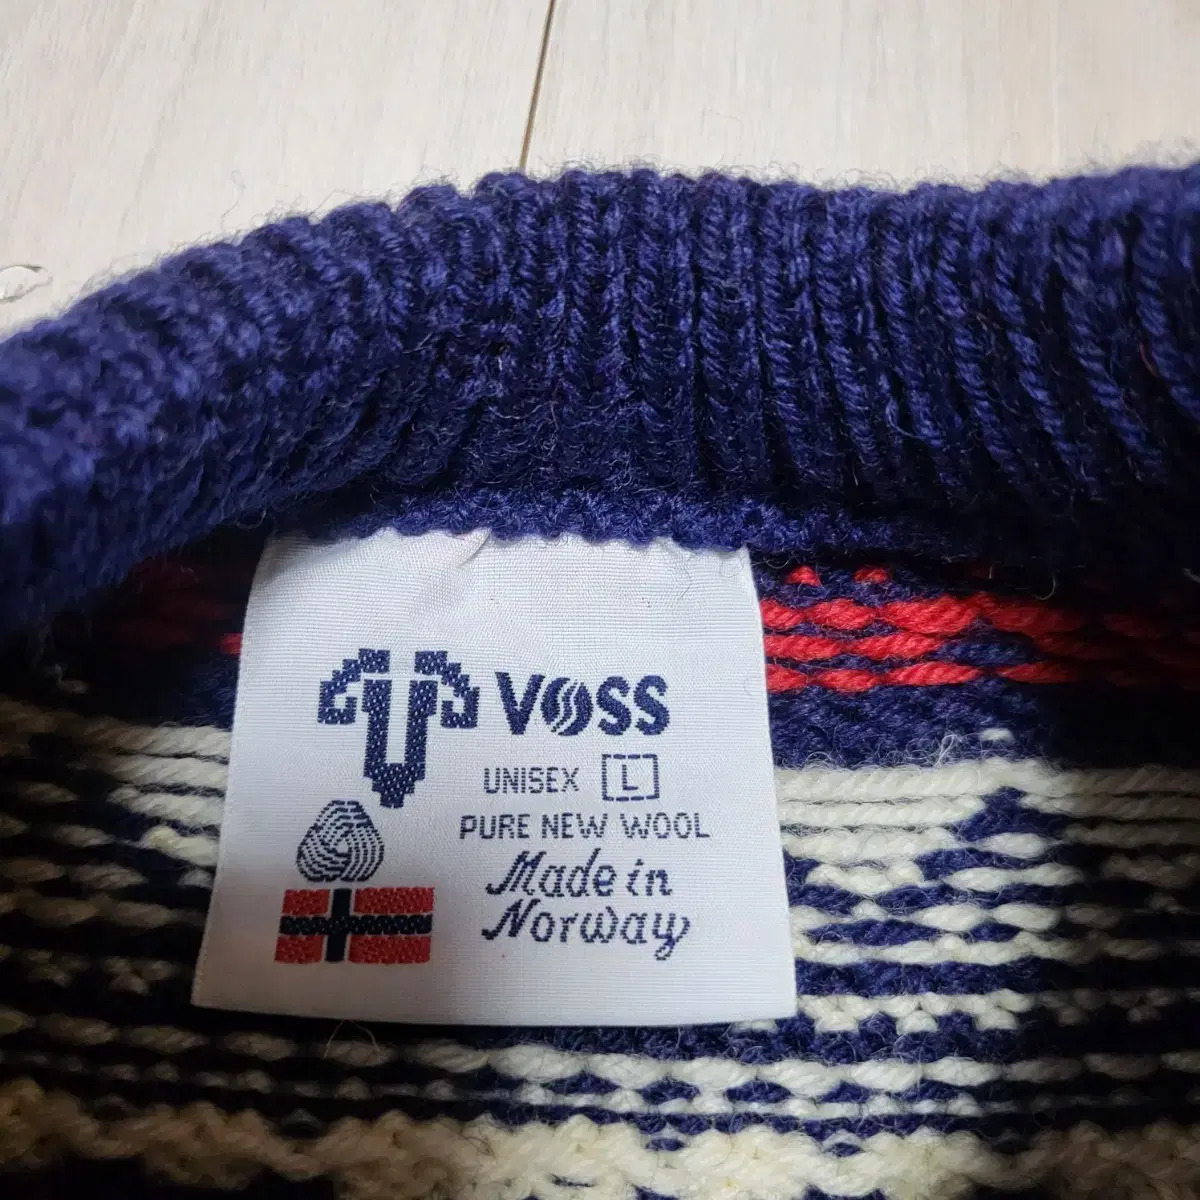 VOSS
UNISEX L
PURE NEW WOOL
Made in
Norway